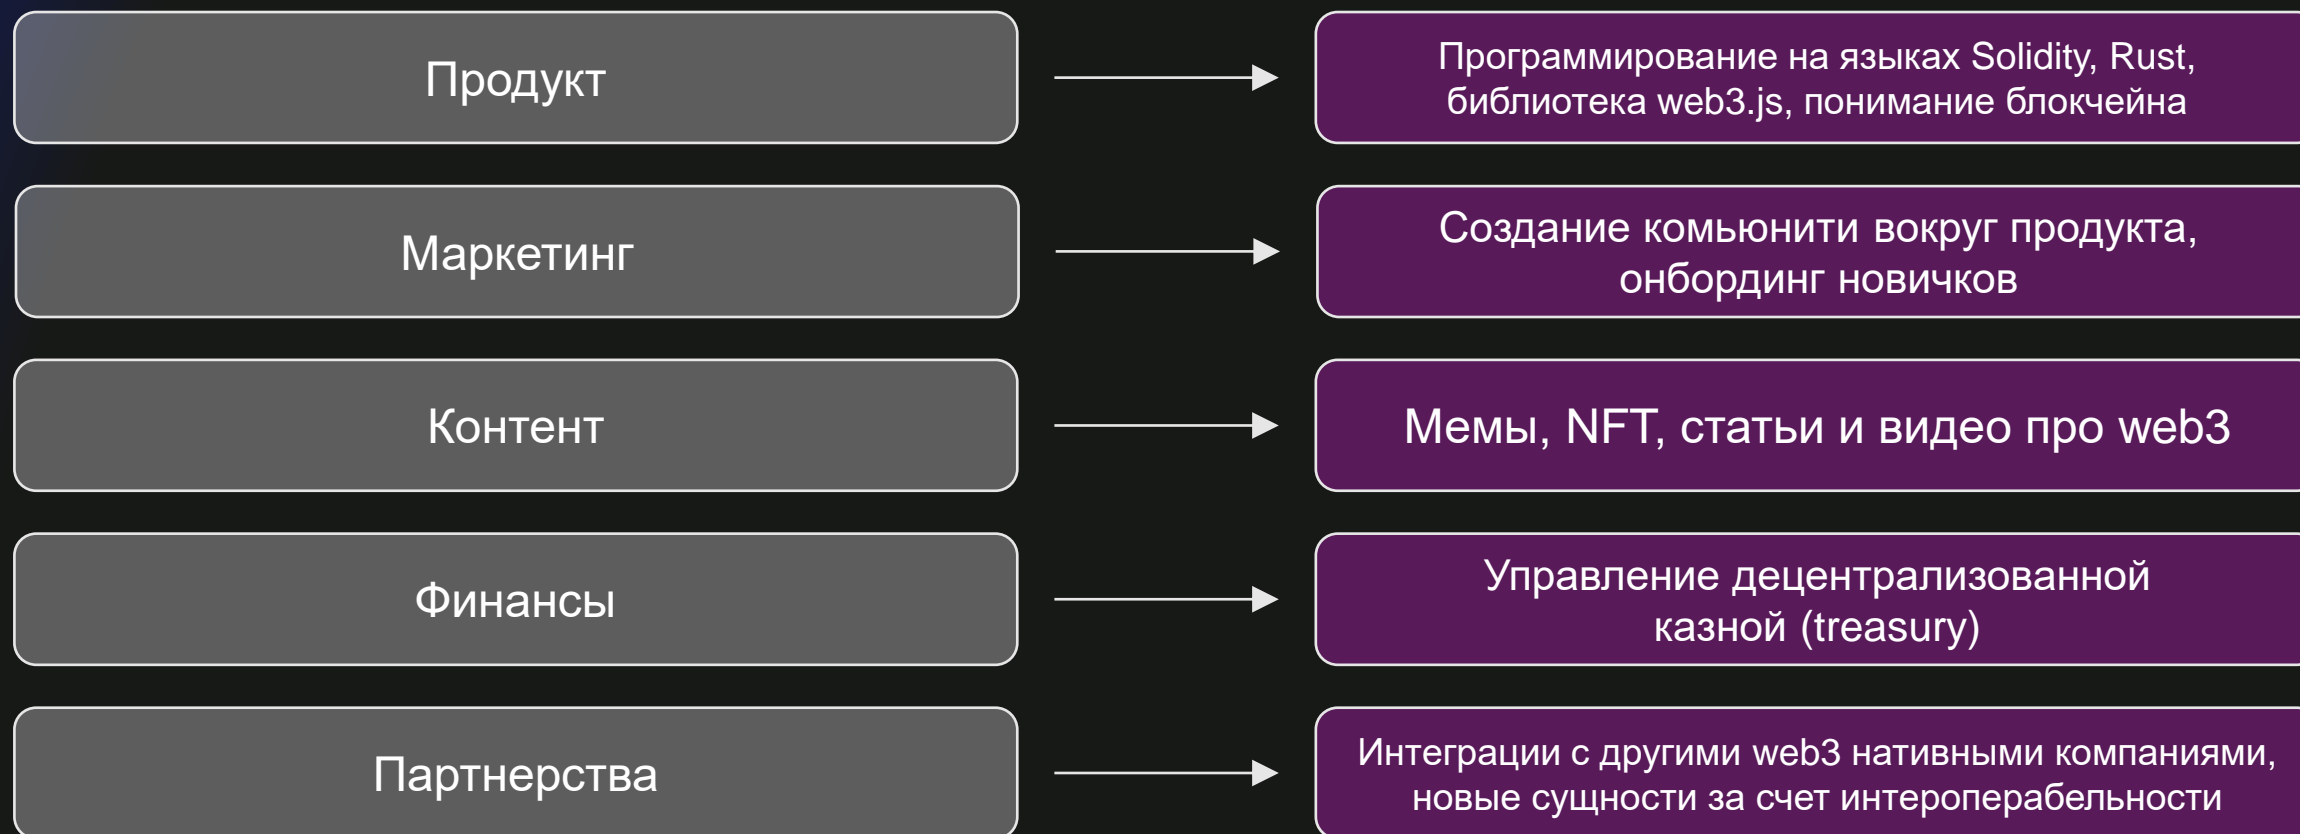 Продукт
Программирование на языках Solidity, Rust,
библиотека web3.js, понимание блокчейна
Маркетинг
Создание комьюнити вокруг продукта,
онбординг новичков
Контент
Мемы, NFT, статьи и видео про web3
Финансы
Управление децентрализованной
казной (treasury)
Партнерства
Интеграции с другими web3 нативными компаниями,
новые сущности за счет интероперабельности